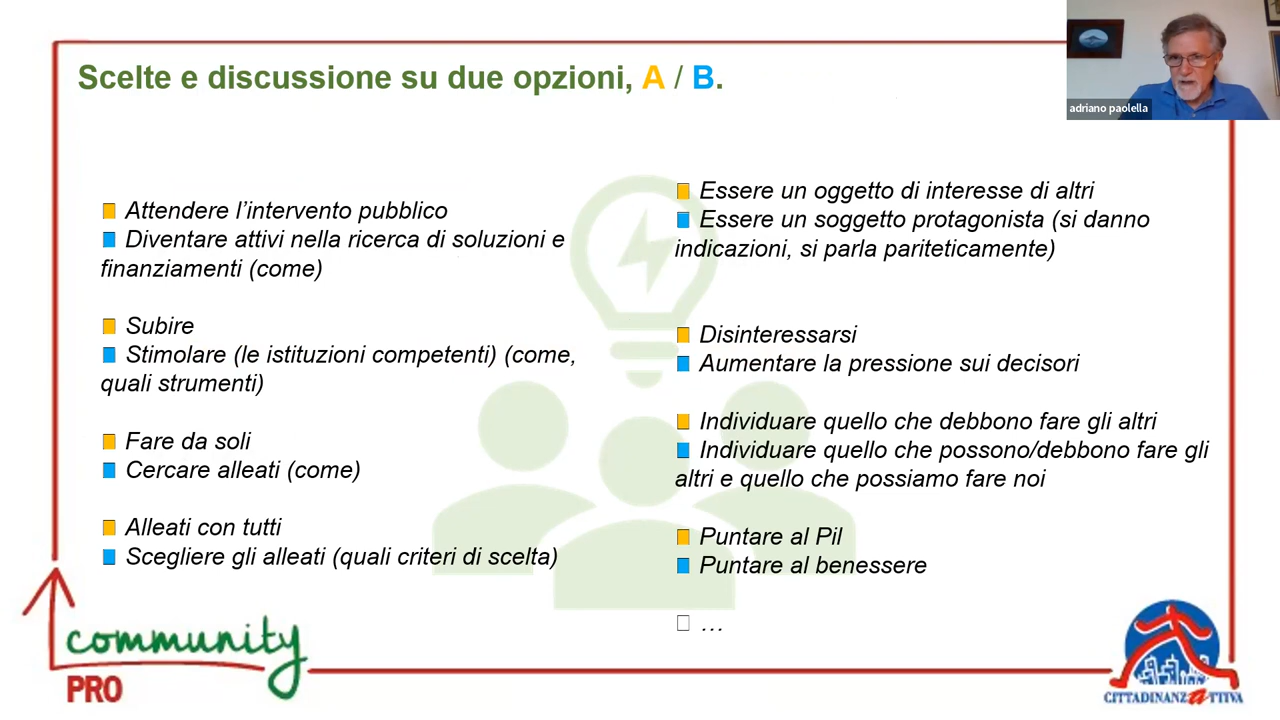 Scelte e discussione su due opzioni, A / B.
adriano paolella
Attendere l’intervento pubblico
Diventare attivi nella ricerca di soluzioni e
finanziamenti (come)
Subire
Stimolare (le istituzioni competenti) (come,
quali strumenti)
Fare da soli
Cercare alleati (come)
Alleati con tutti
Scegliere gli alleati (quali criteri di scelta)
Essere un oggetto di interesse di altri
Essere un soggetto protagonista (si danno
indicazioni, si parla pariteticamente)
Disinteressarsi
Aumentare la pressione sui decisori
Individuare quello che debbono fare gli altri
Individuare quello che possono/debbono fare gli
altri e quello che possiamo fare noi
Puntare al Pil
Puntare al benessere
…
community
PRO
CITTADINANZATTIVA